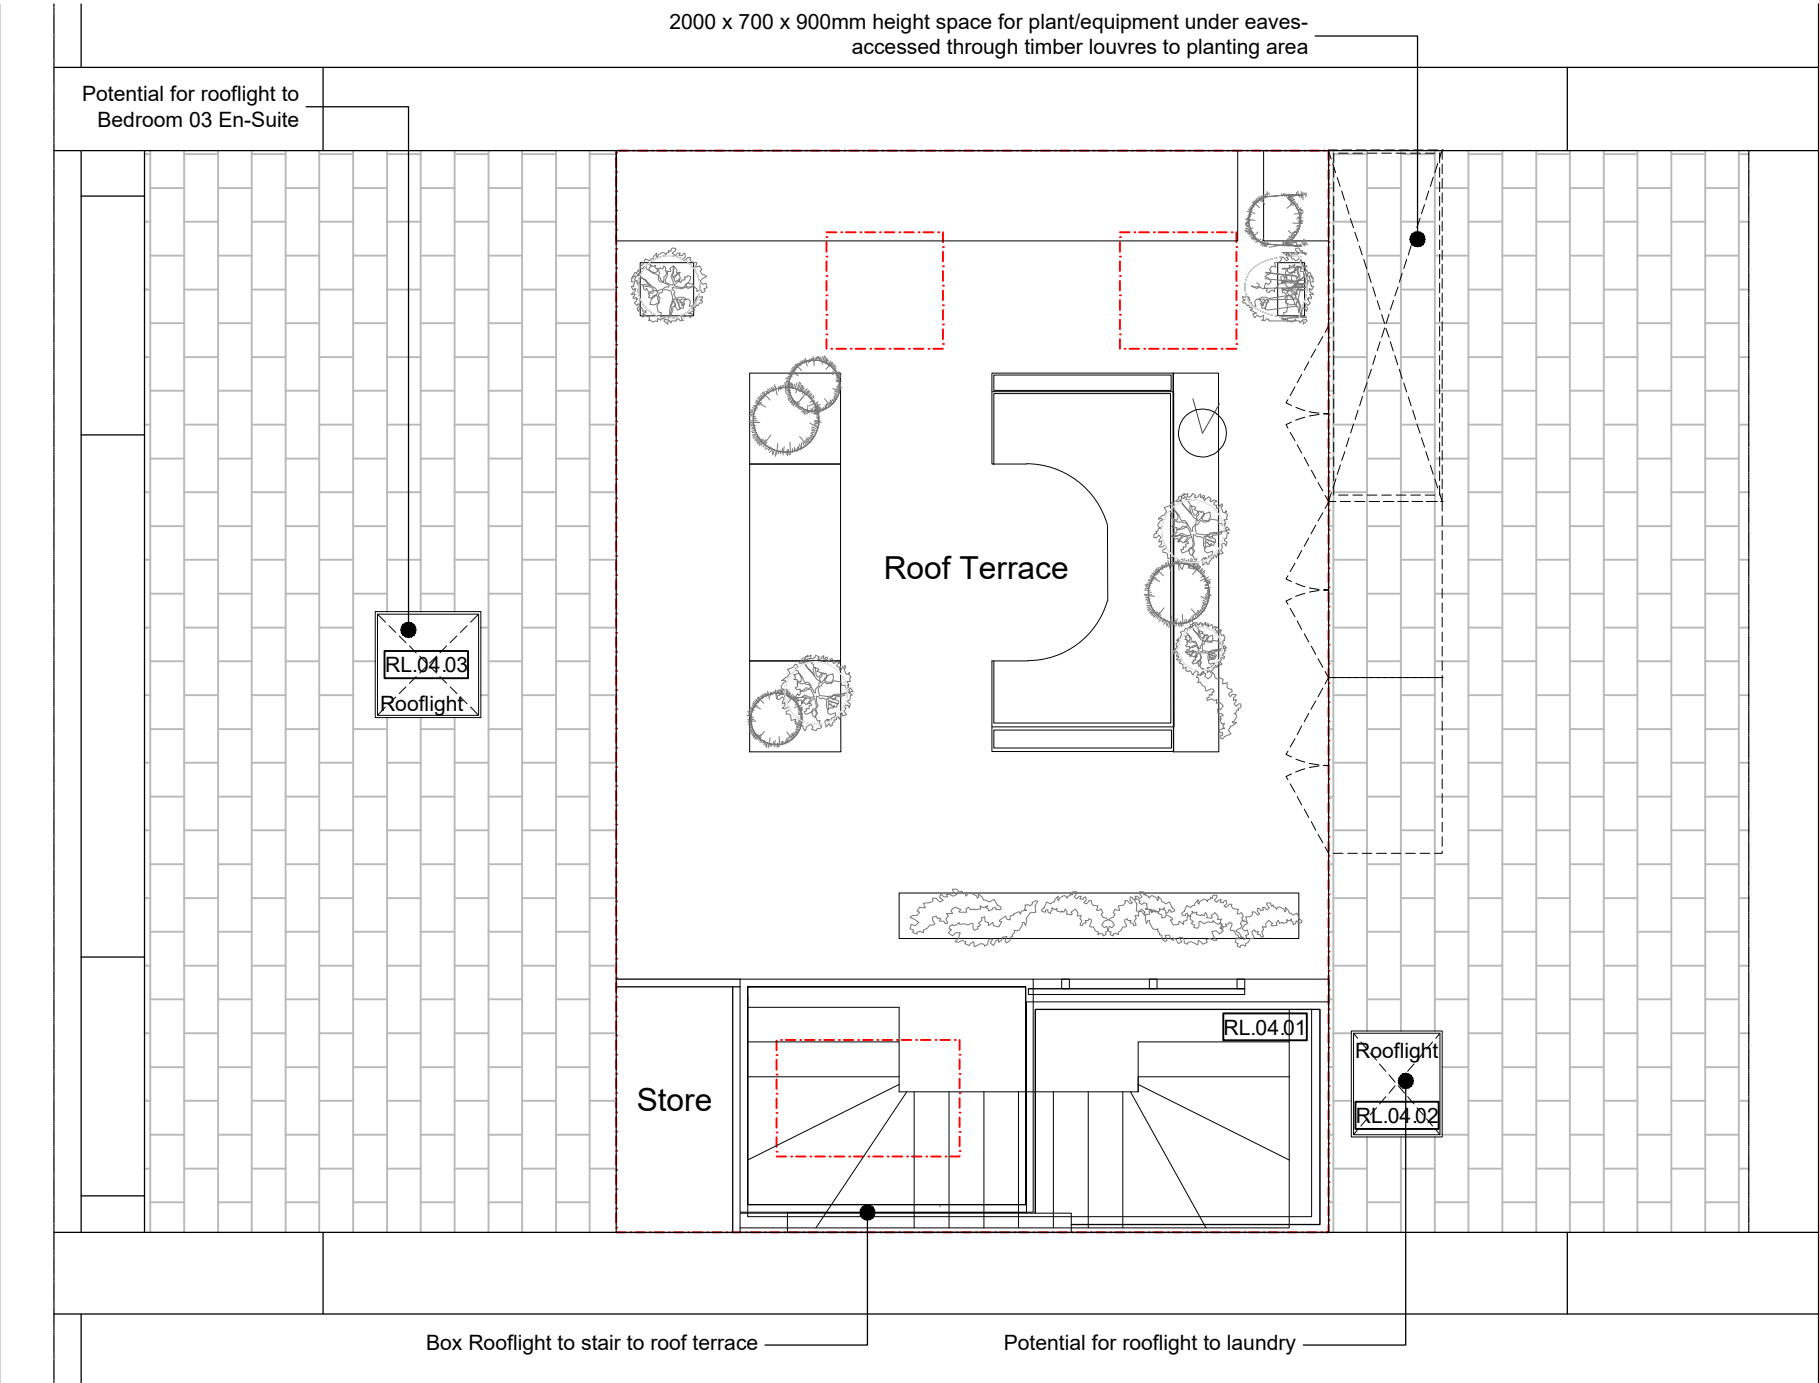 2000 x 700 x 900mm height space for plant/equipment under eaves-
accessed through timber louvres to planting area
Potential for rooflight to
Bedroom 03 En-Suite
Roof Terrace
RL.04.03
Rooflight
RL.04.01
Rooflight
Store
RL.04.02
Box Rooflight to stair to roof terrace
Potential for rooflight to laundry